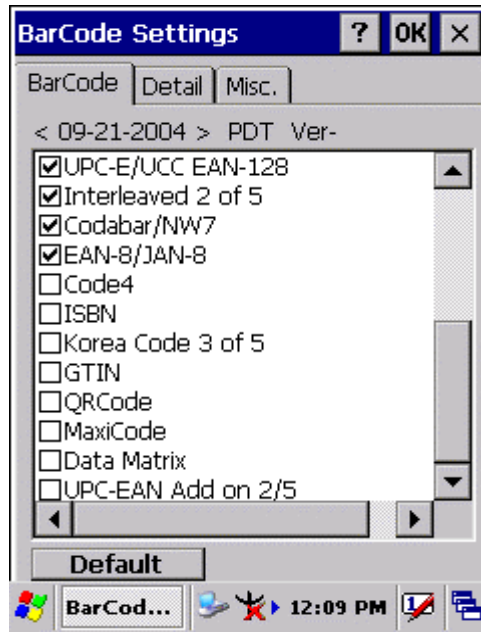 BarCode Settings ? OK ×
BarCode Detail Misc.
< 09-21-2004 > PDT Ver-
UPC-E/UCC EAN-128
Interleaved 2 of 5
Codabar/NW7
EAN-8/JAN-8
Code4
ISBN
Korea Code 3 of 5
GTIN
QRCode
MaxiCode
Data Matrix
UPC-EAN Add on 2/5
Default
BarCod... 12:09 PM